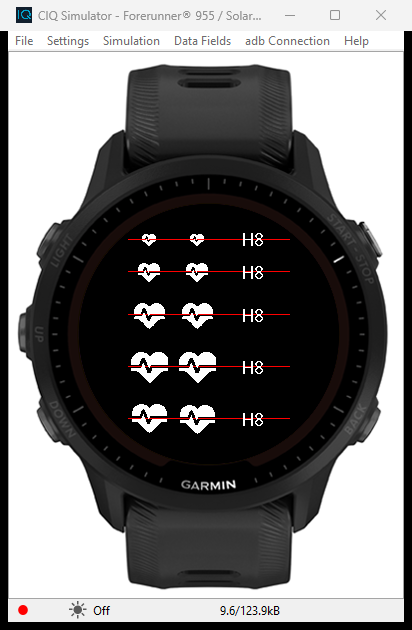 CIQ Simulator - Forerunner® 955 / Solar...
File Settings Simulation Data Fields adb Connection Help
LIGHT
START - STOP
UP
DOWN
BACK
H8
H8
H8
H8
H8
GARMIN
Off
9.6/123.9kB